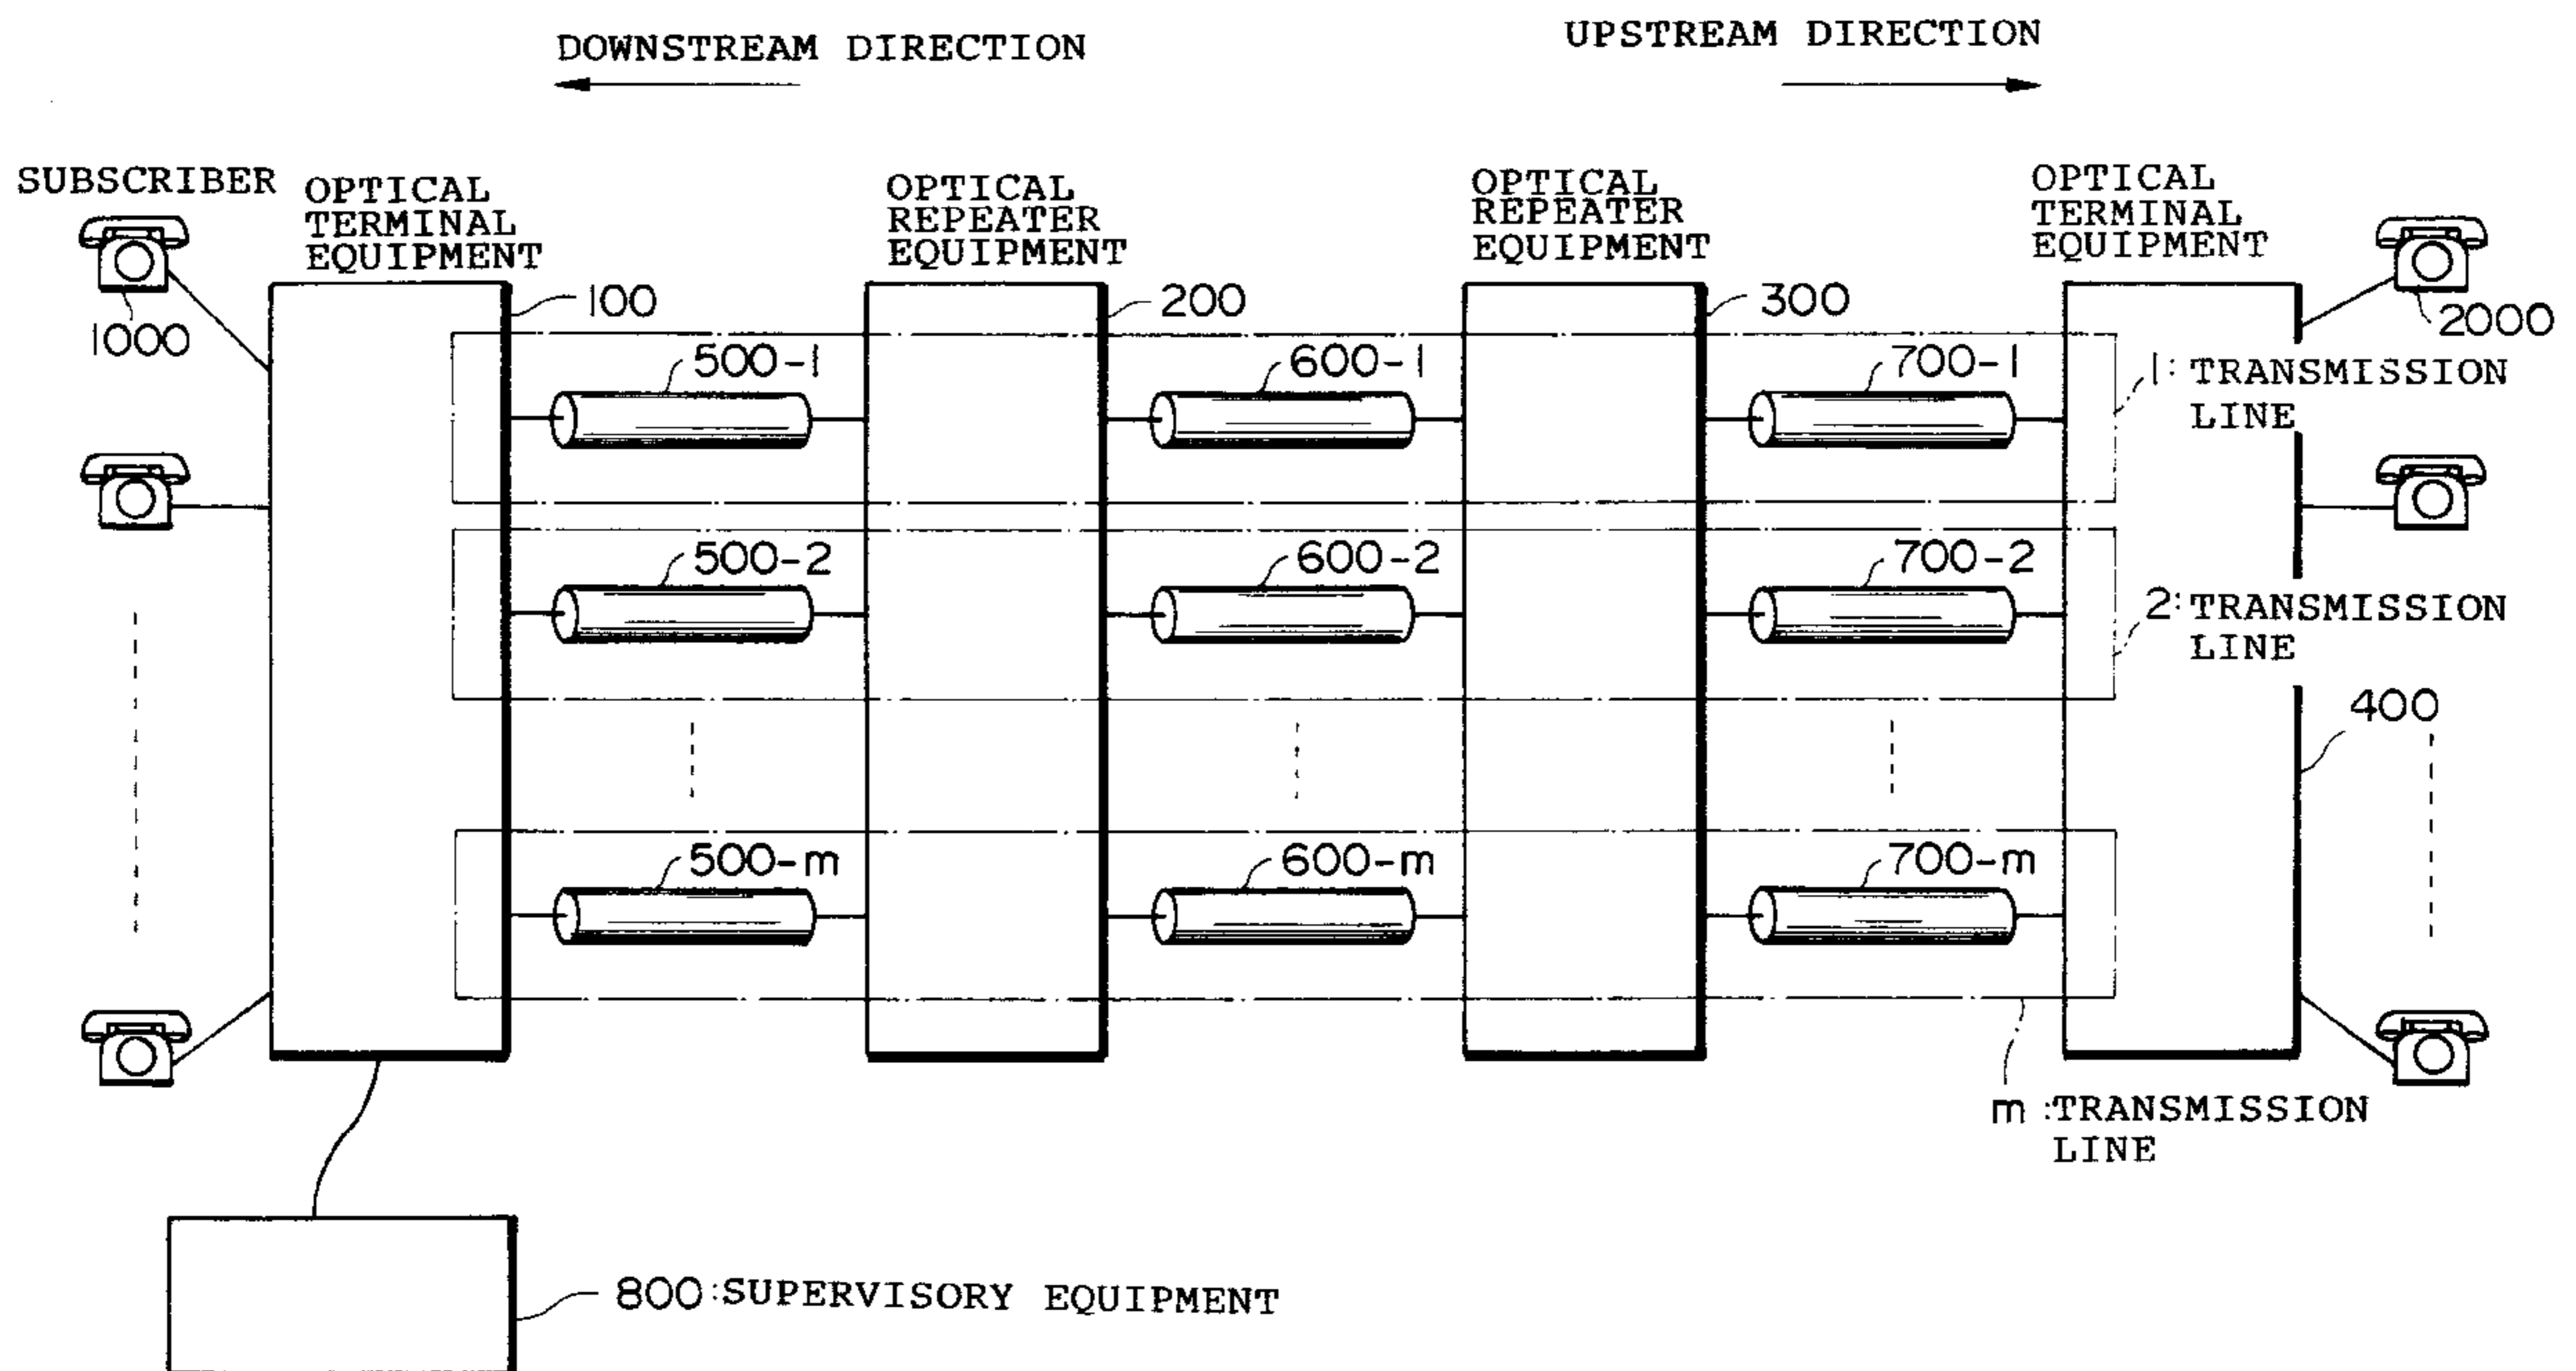 DOWNSTREAM DIRECTION
UPSTREAM DIRECTION
SUBSCRIBER
OPTICAL
TERMINAL
EQUIPMENT
OPTICAL
REPEATER
EQUIPMENT
OPTICAL
REPEATER
EQUIPMENT
OPTICAL
TERMINAL
EQUIPMENT
1000
100
200
300
2000
500-1
600-1
700-1
1: TRANSMISSION
LINE
500-2
600-2
700-2
2: TRANSMISSION
LINE
400
500-m
600-m
700-m
m :TRANSMISSION
LINE
800:SUPERVISORY EQUIPMENT